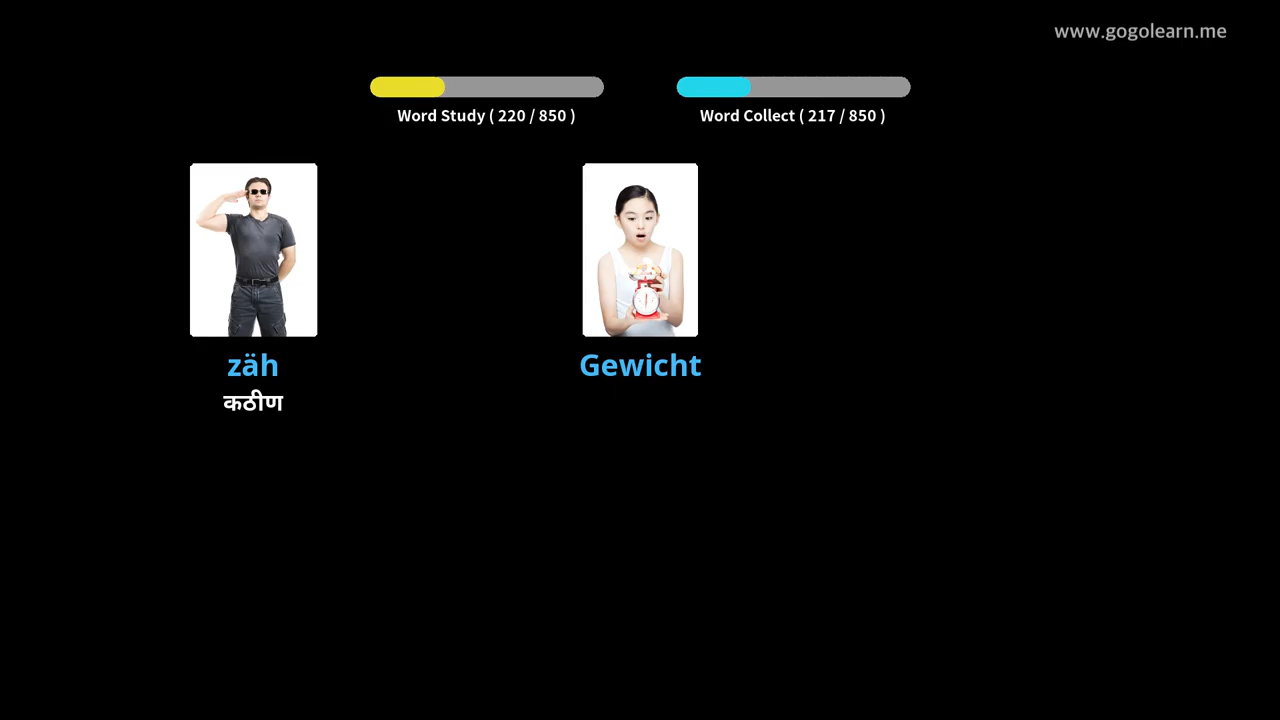 www.gogolearn.me
Word Study ( 220 / 850 )
Word Collect ( 217 / 850 )
zäh
कठीण
Gewicht